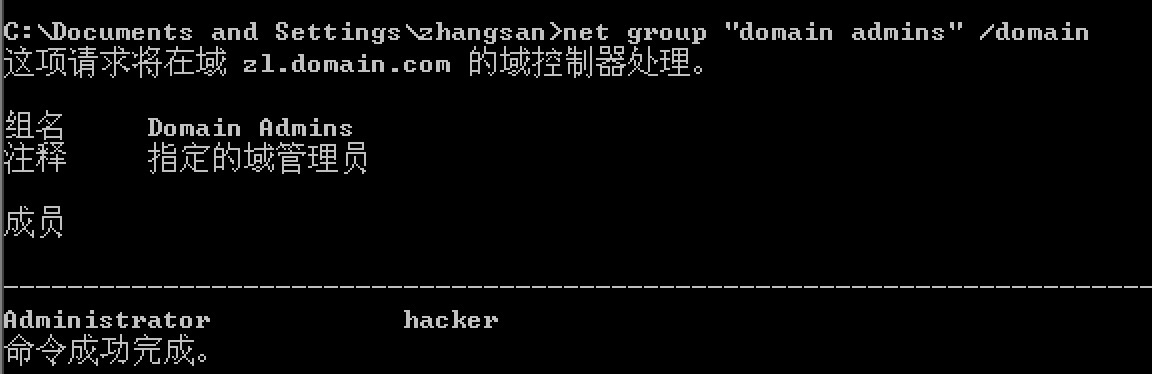 C:\Documents and Settings\zhangsan>net group "domain admins" /domain
这项请求将在域 zl.domain.com 的域控制器处理。
组名 Domain Admins
注释 指定的域管理员
成员
-------------------------------------------------------------------------------
Administrator hacker
命令成功完成。